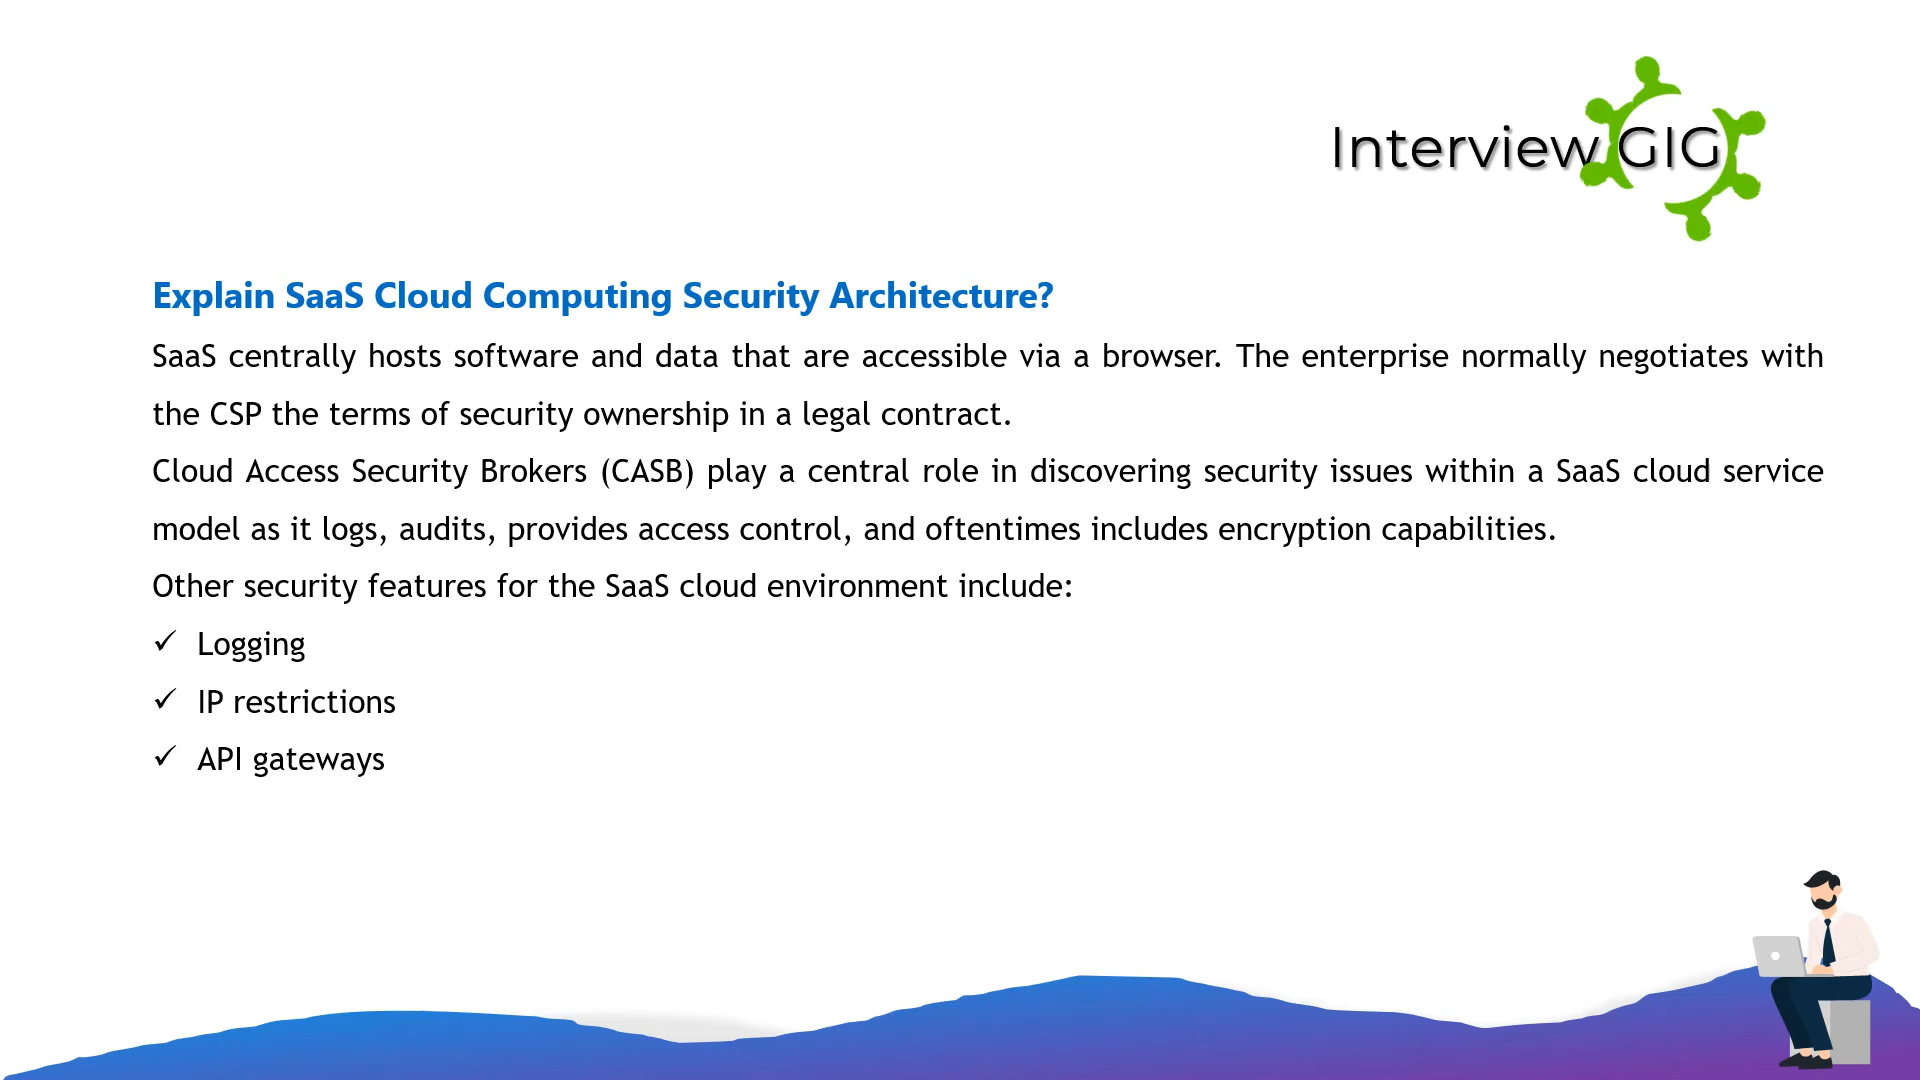 Interview GIG
Explain SaaS Cloud Computing Security Architecture?
SaaS centrally hosts software and data that are accessible via a browser. The enterprise normally negotiates with
the CSP the terms of security ownership in a legal contract.
Cloud Access Security Brokers (CASB) play a central role in discovering security issues within a SaaS cloud service
model as it logs, audits, provides access control, and oftentimes includes encryption capabilities.
Other security features for the SaaS cloud environment include:
✓ Logging
✓ IP restrictions
✓ API gateways